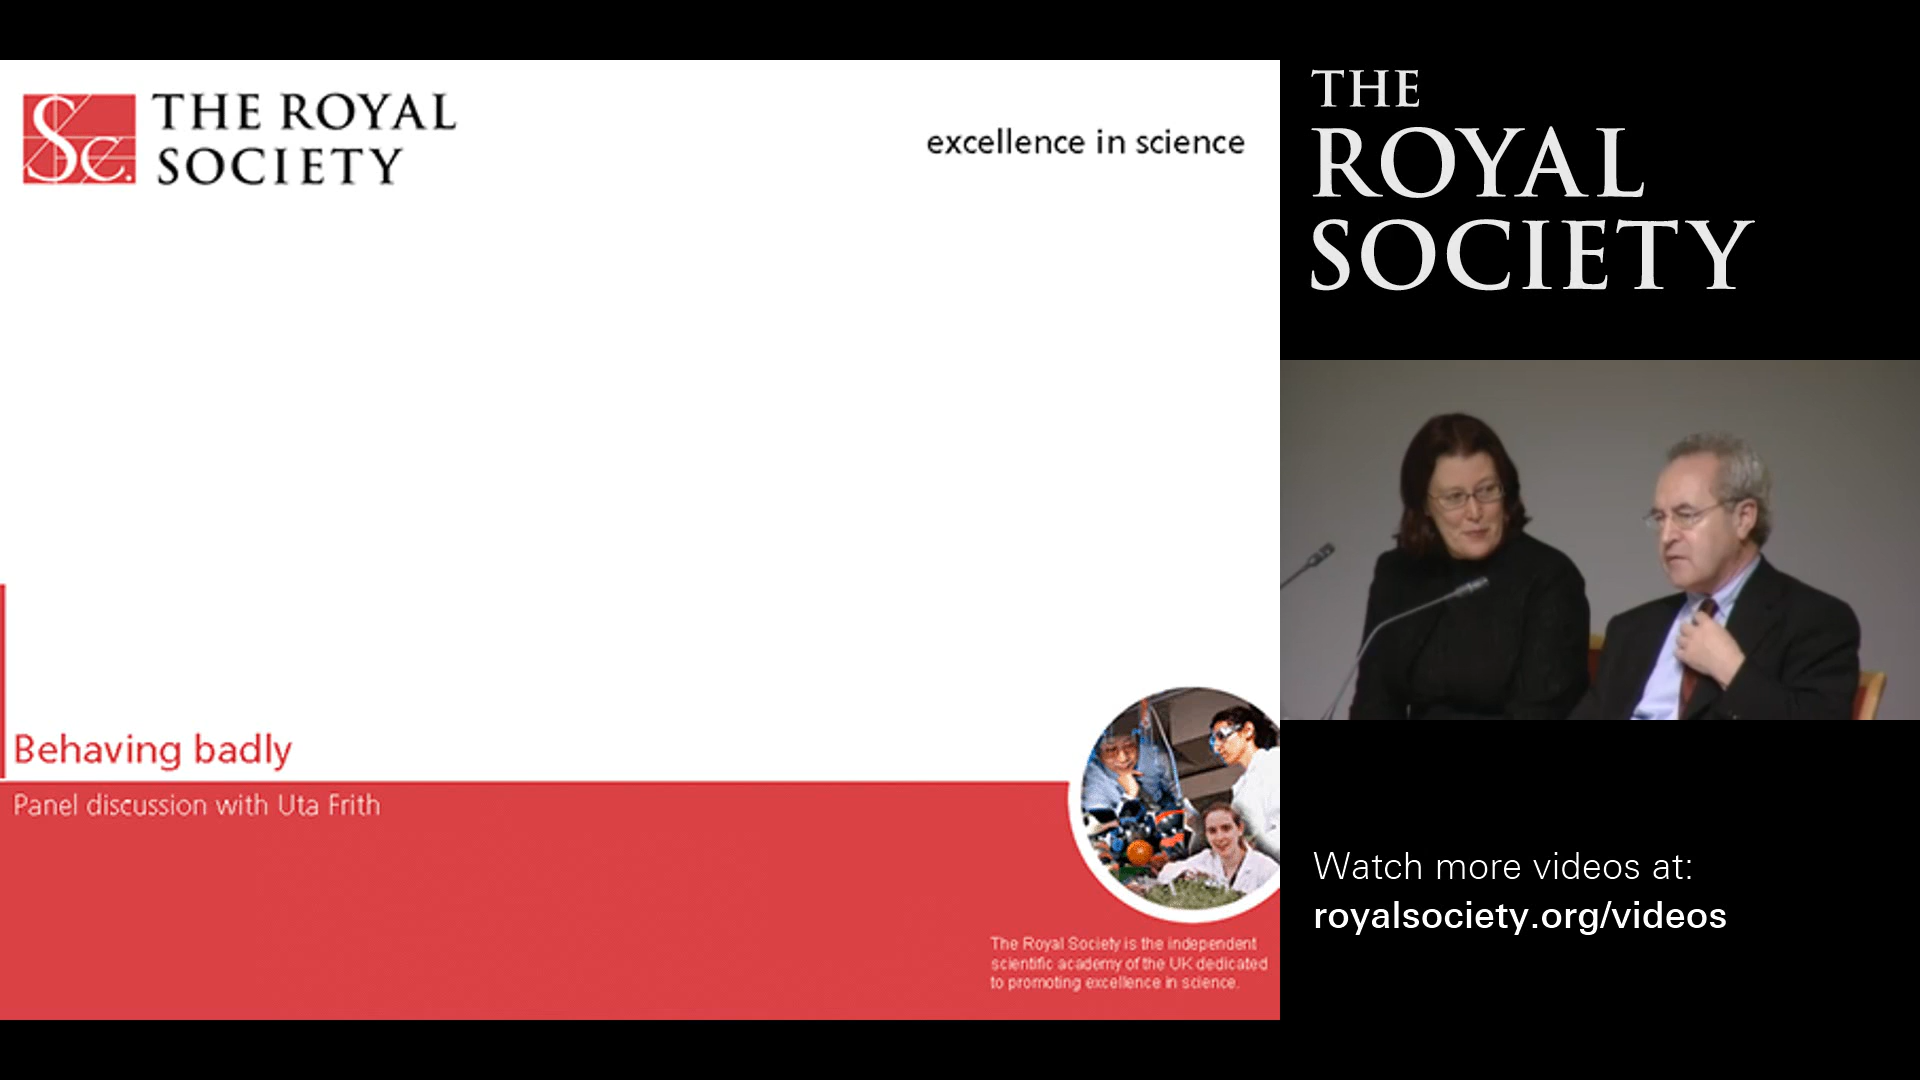 THE ROYAL
SOCIETY
excellence in science
Behaving badly
Panel discussion with Uta Frith
The Royal Society is the independent
scientific academy of the UK dedicated
to promoting excellence in science.
THE
ROYAL
SOCIETY
Watch more videos at:
royalsociety.org/videos